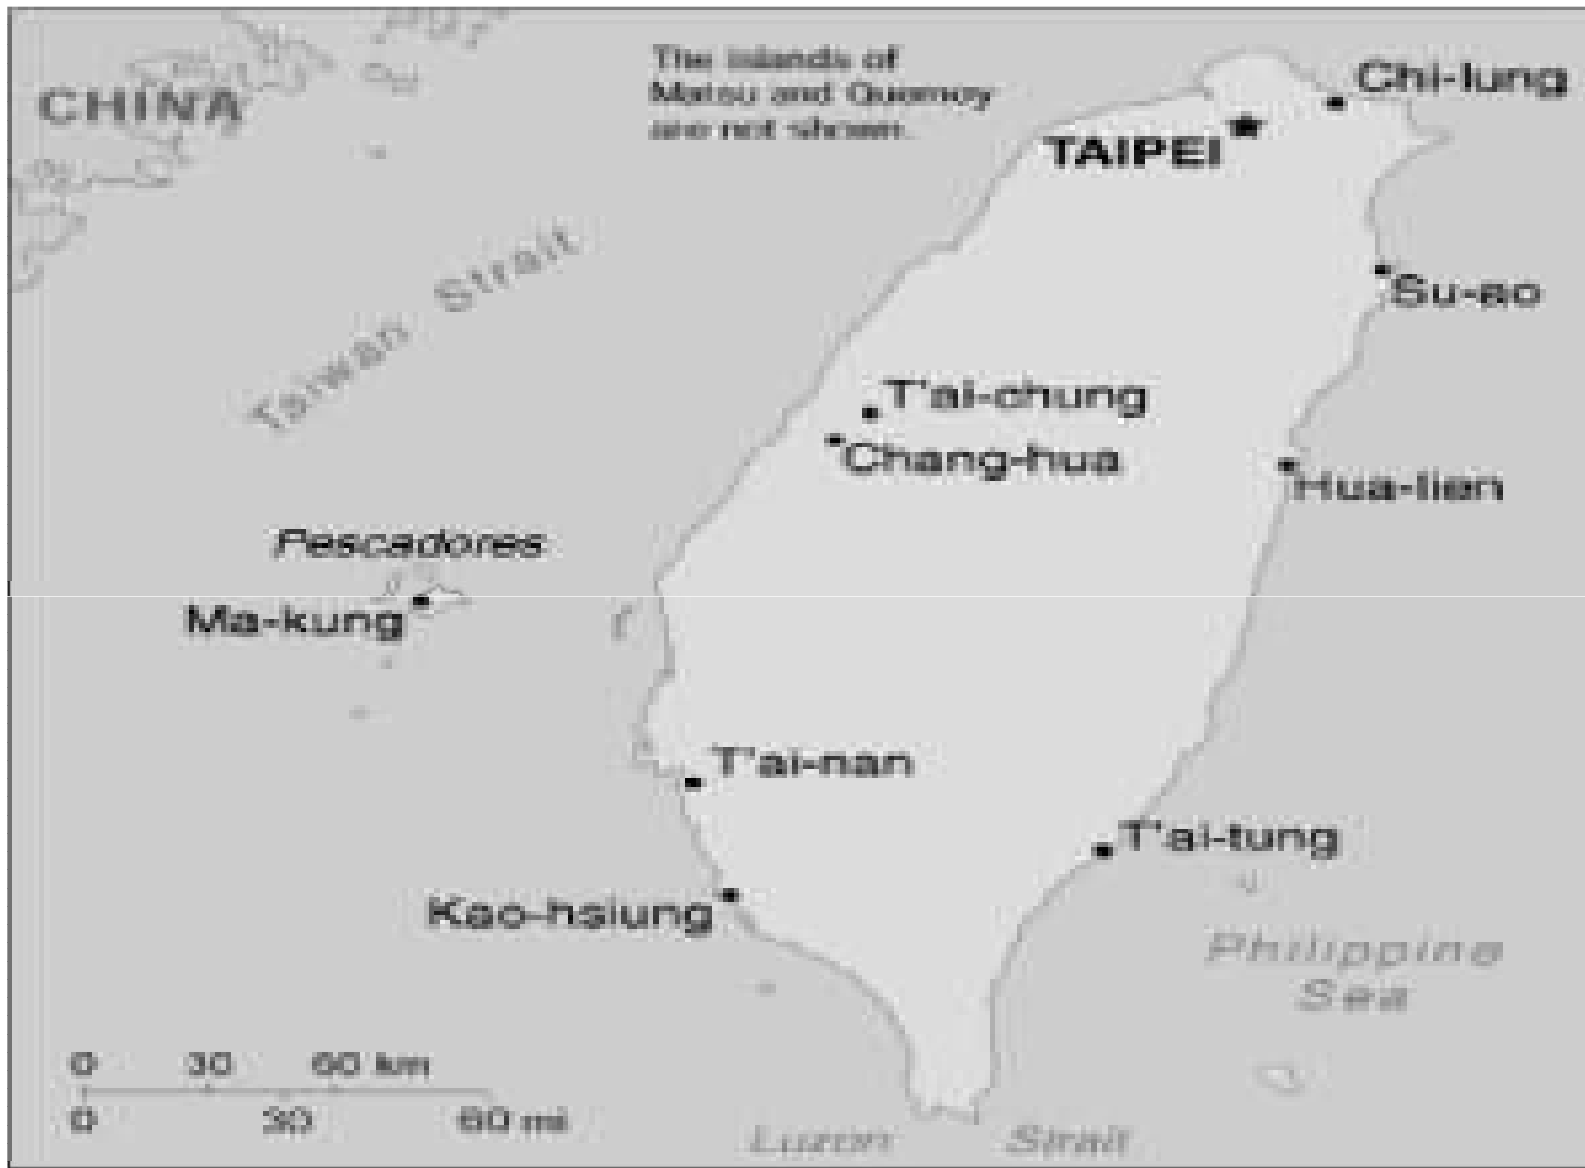 The islands of
Matsu and Quemoy
are not shown.
CHINA
Chi-lung
TAIPEI
Taiwan Strait
Su-ao
T'ai-chung
Chang-hua
Hua-lien
Pescadores
Ma-kung
T'ai-nan
T'ai-tung
Kao-hsiung
Philippine
Sea
0 30 60 km
0 30 60 mi
Luzon Strait